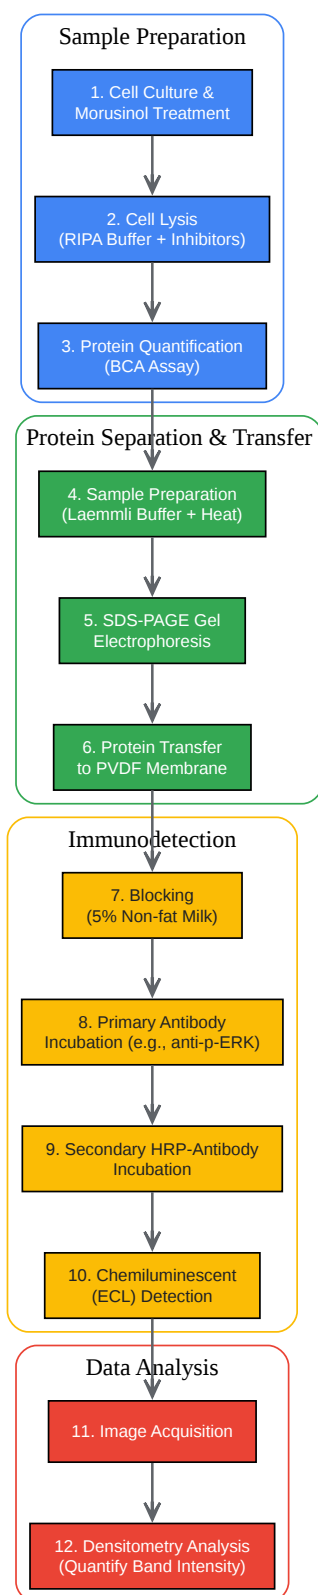 Sample Preparation
1. Cell Culture &
Morusinol Treatment
2. Cell Lysis
(RIPA Buffer + Inhibitors)
3. Protein Quantification
(BCA Assay)
Protein Separation & Transfer
4. Sample Preparation
(Laemmli Buffer + Heat)
5. SDS-PAGE Gel
Electrophoresis
6. Protein Transfer
to PVDF Membrane
Immunodetection
7. Blocking
(5% Non-fat Milk)
8. Primary Antibody
Incubation (e.g., anti-p-ERK)
9. Secondary HRP-Antibody
Incubation
10. Chemiluminescent
(ECL) Detection
Data Analysis
11. Image Acquisition
12. Densitometry Analysis
(Quantify Band Intensity)